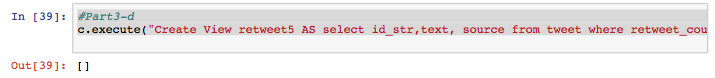 In [39]: #Part3-d
c.execute("Create View retweet5 AS select id_str,text, source from tweet where retweet_cou
Out[39]: []